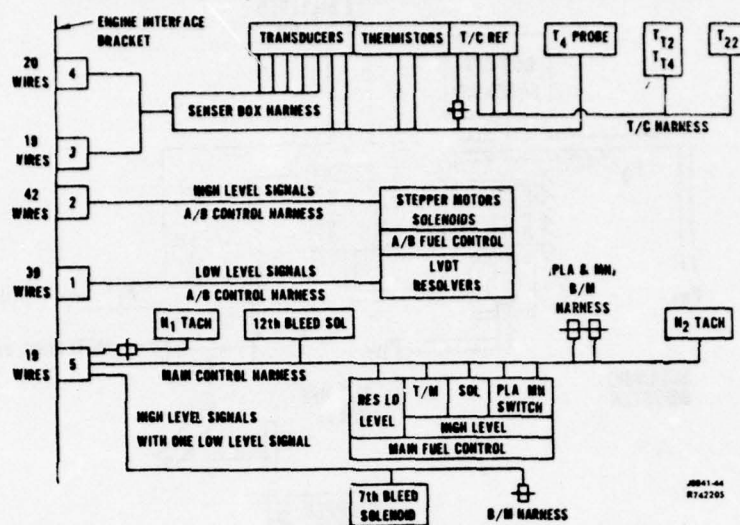 ENGINE INTERFACE
BRACKET
TRANSDUCERS
THERMISTORS
T/C REF
T4 PROBE
TT2
TT4
T22
20
WIRES
4
SENSER BOX HARNESS
T/C HARNESS
19
WIRES
3
42
WIRES
2
HIGH LEVEL SIGNALS
A/B CONTROL HARNESS
STEPPER MOTORS
SOLENOIDS
A/B FUEL CONTROL
LVDT
RESOLVERS
39
WIRES
1
LOW LEVEL SIGNALS
A/B CONTROL HARNESS
PLA & MN,
B/M
HARNESS
N1 TACH
12th BLEED SOL
N2 TACH
19
WIRES
5
MAIN CONTROL HARNESS
RES LO
LEVEL
T/M
SOL
PLA MN
SWITCH
HIGH LEVEL
MAIN FUEL CONTROL
HIGH LEVEL SIGNALS
WITH ONE LOW LEVEL SIGNAL
7th BLEED
SOLENOID
B/M HARNESS
J8841-44
R742205